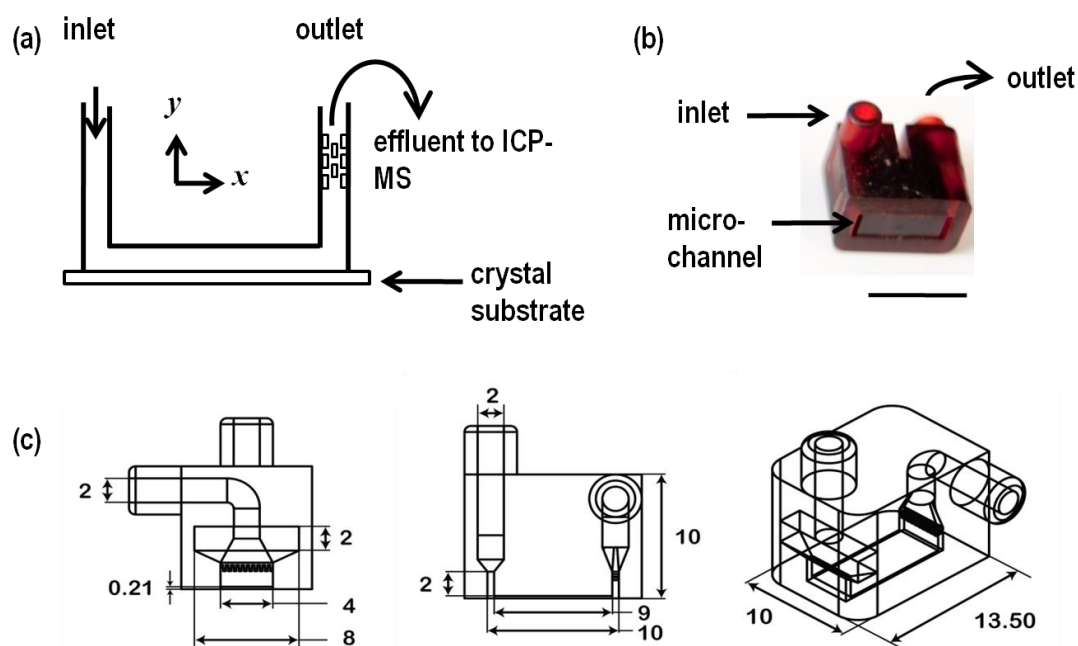 (a)
inlet
outlet
y
x
effluent to ICP-
MS
crystal
substrate
(b)
outlet
inlet
micro-
channel
(c)
2
2
0.21
4
8
2
10
2
9
10
10
13.50